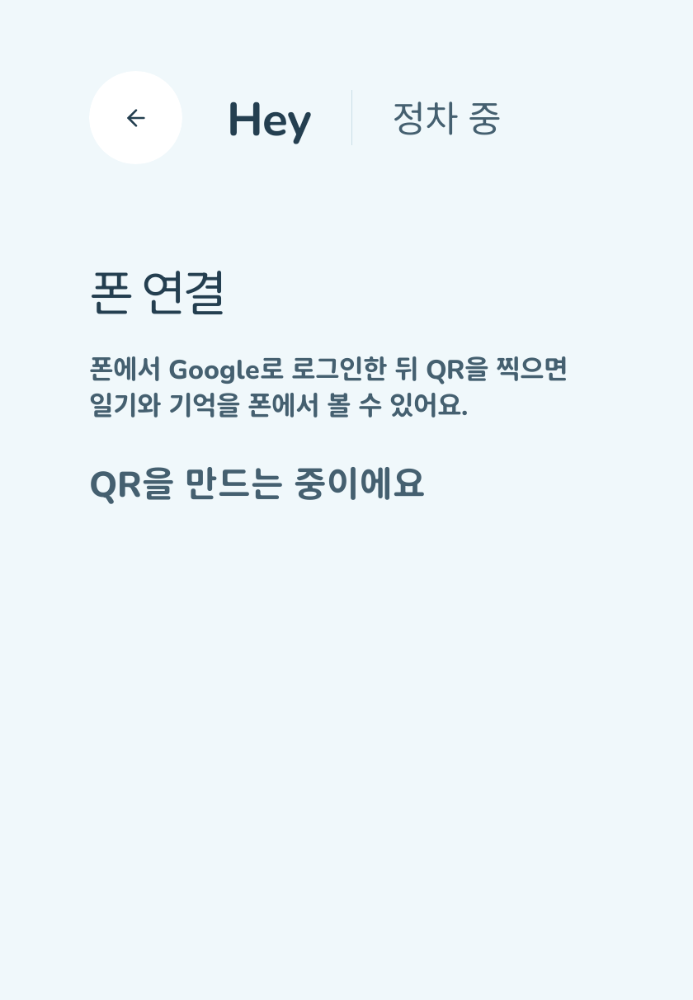 Hey
정차 중
폰 연결
폰에서 Google로 로그인한 뒤 QR을 찍으면
일기와 기억을 폰에서 볼 수 있어요.
QR을 만드는 중이에요